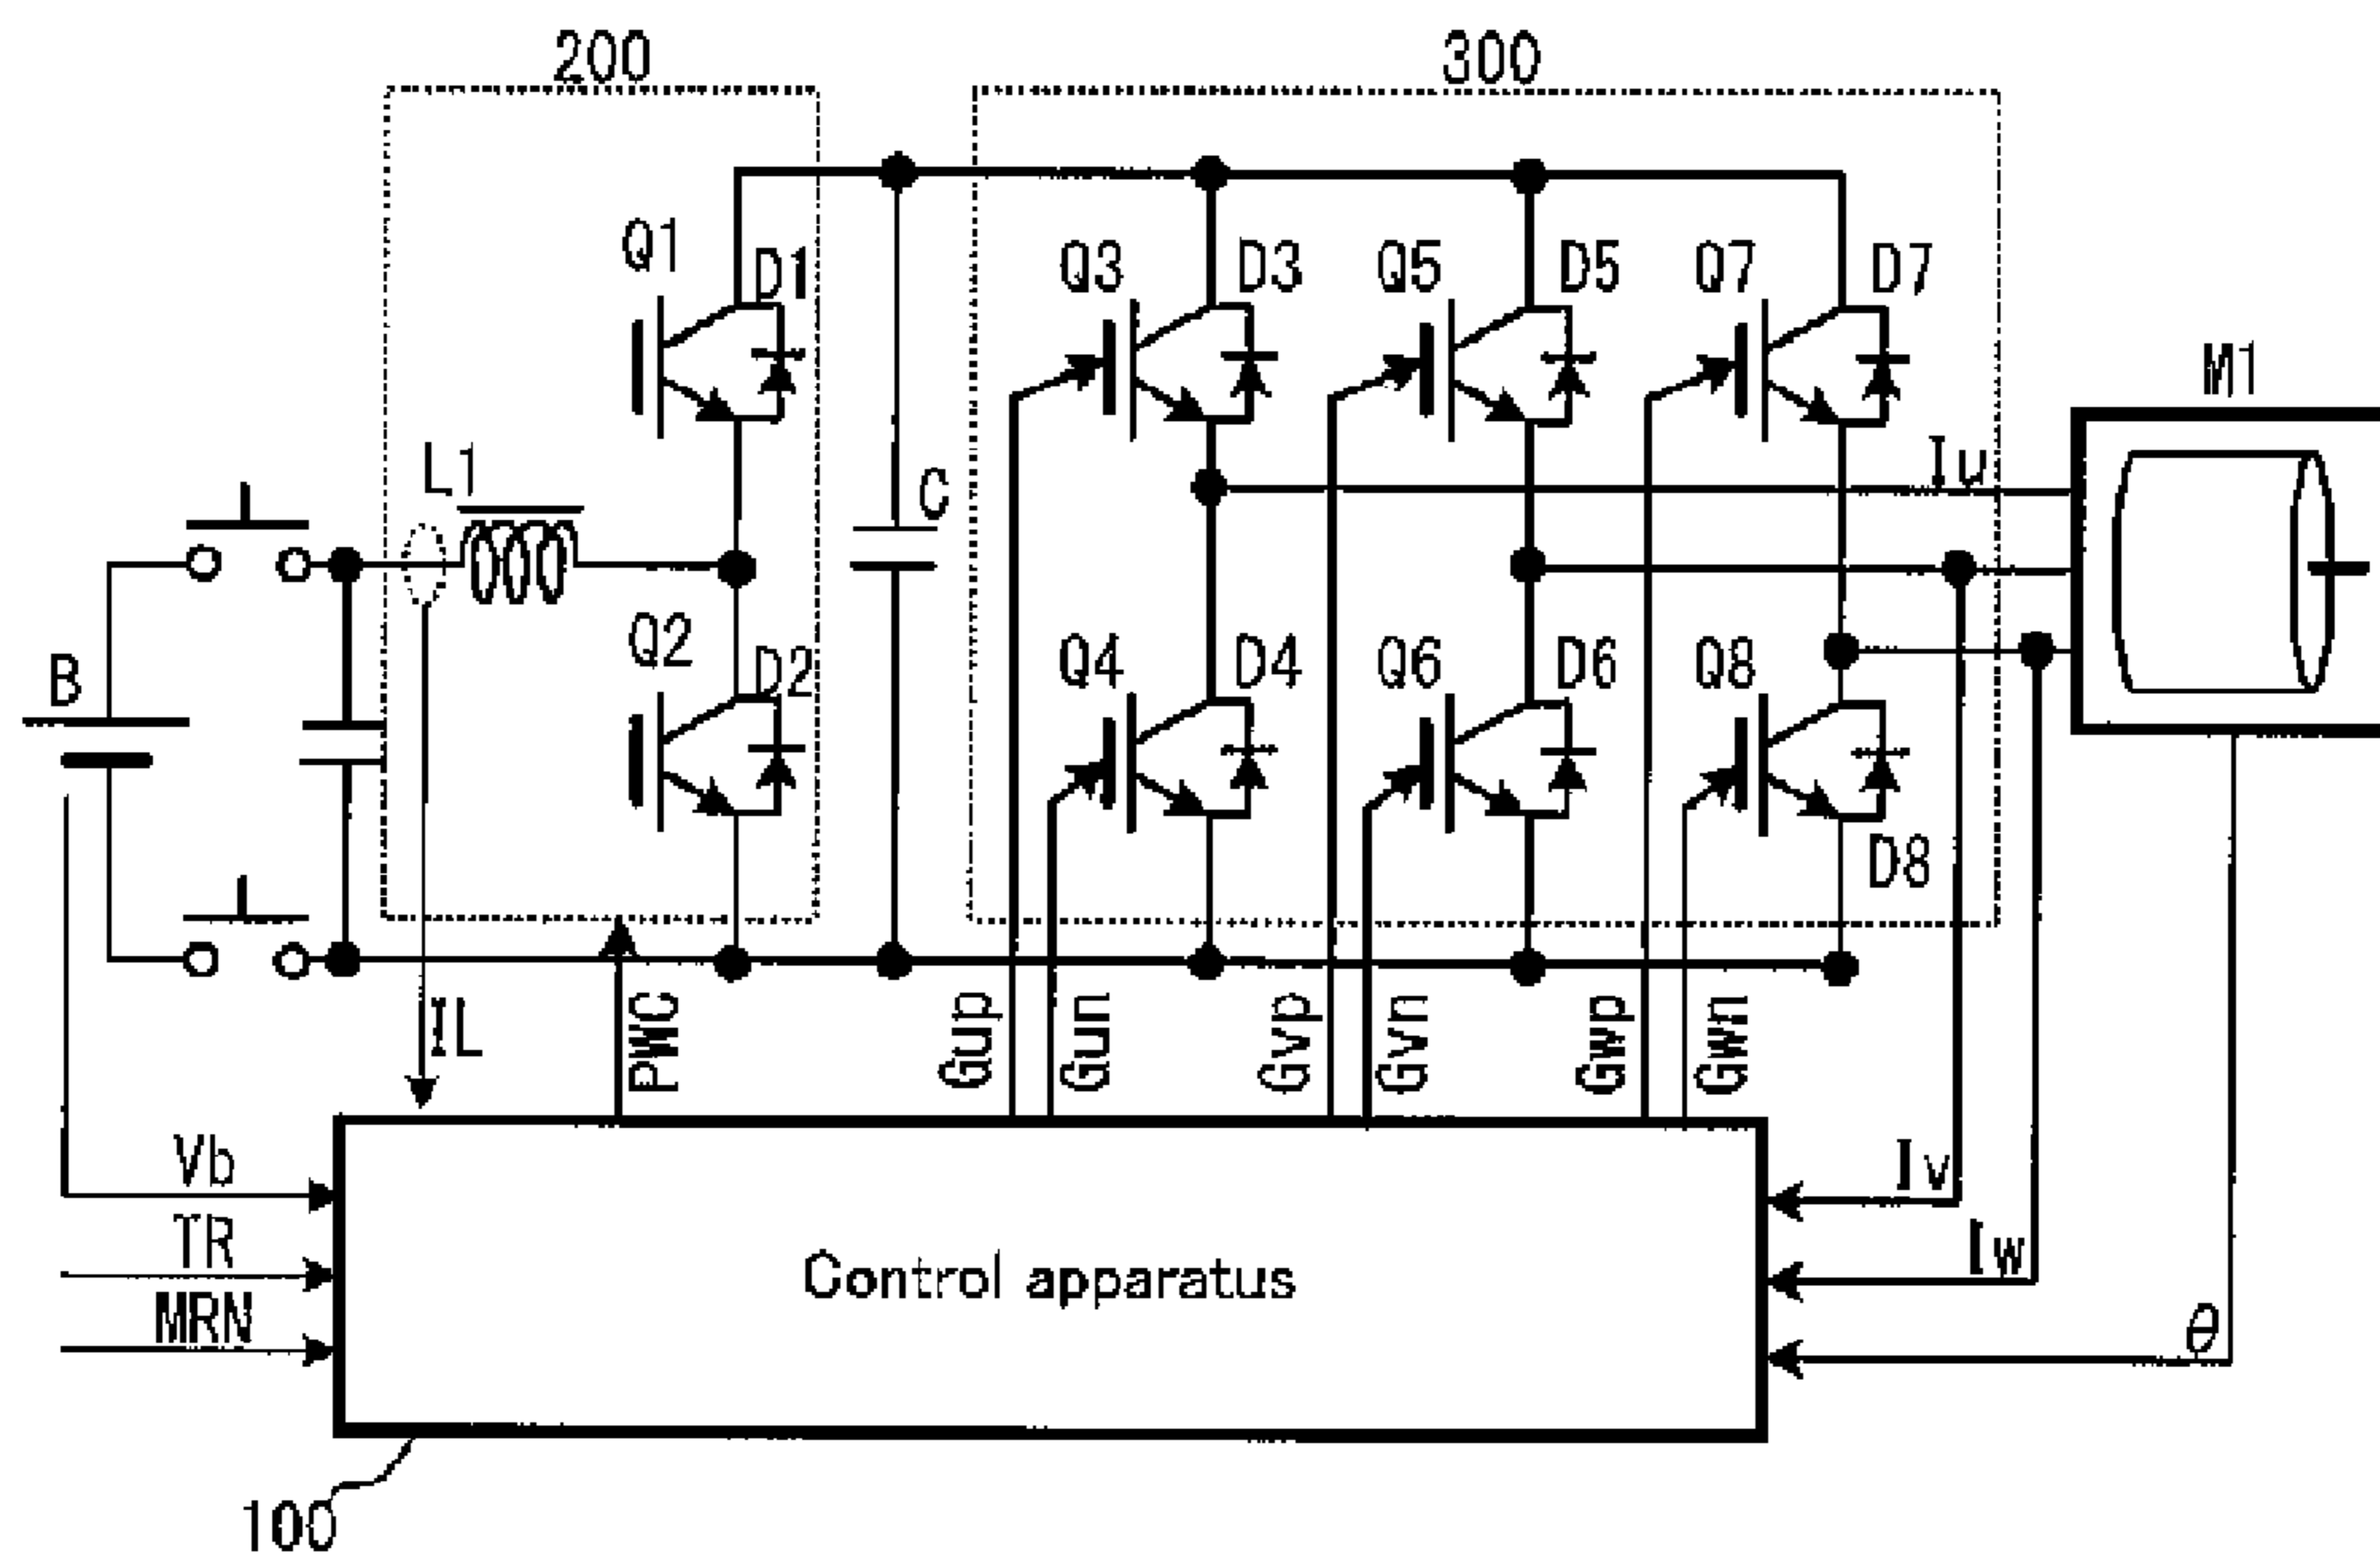 200
300
Q1
D1
Q3
D3
Q5
D5
Q7
D7
M1
L1
C
Iu
B
Q2
D2
Q4
D4
Q6
D6
Q8
D8
IL
PWC
Gup
Gun
Gvp
Gvn
Gwp
Gwn
Vb
TR
MRN
Control apparatus
Iv
Iw
θ
100